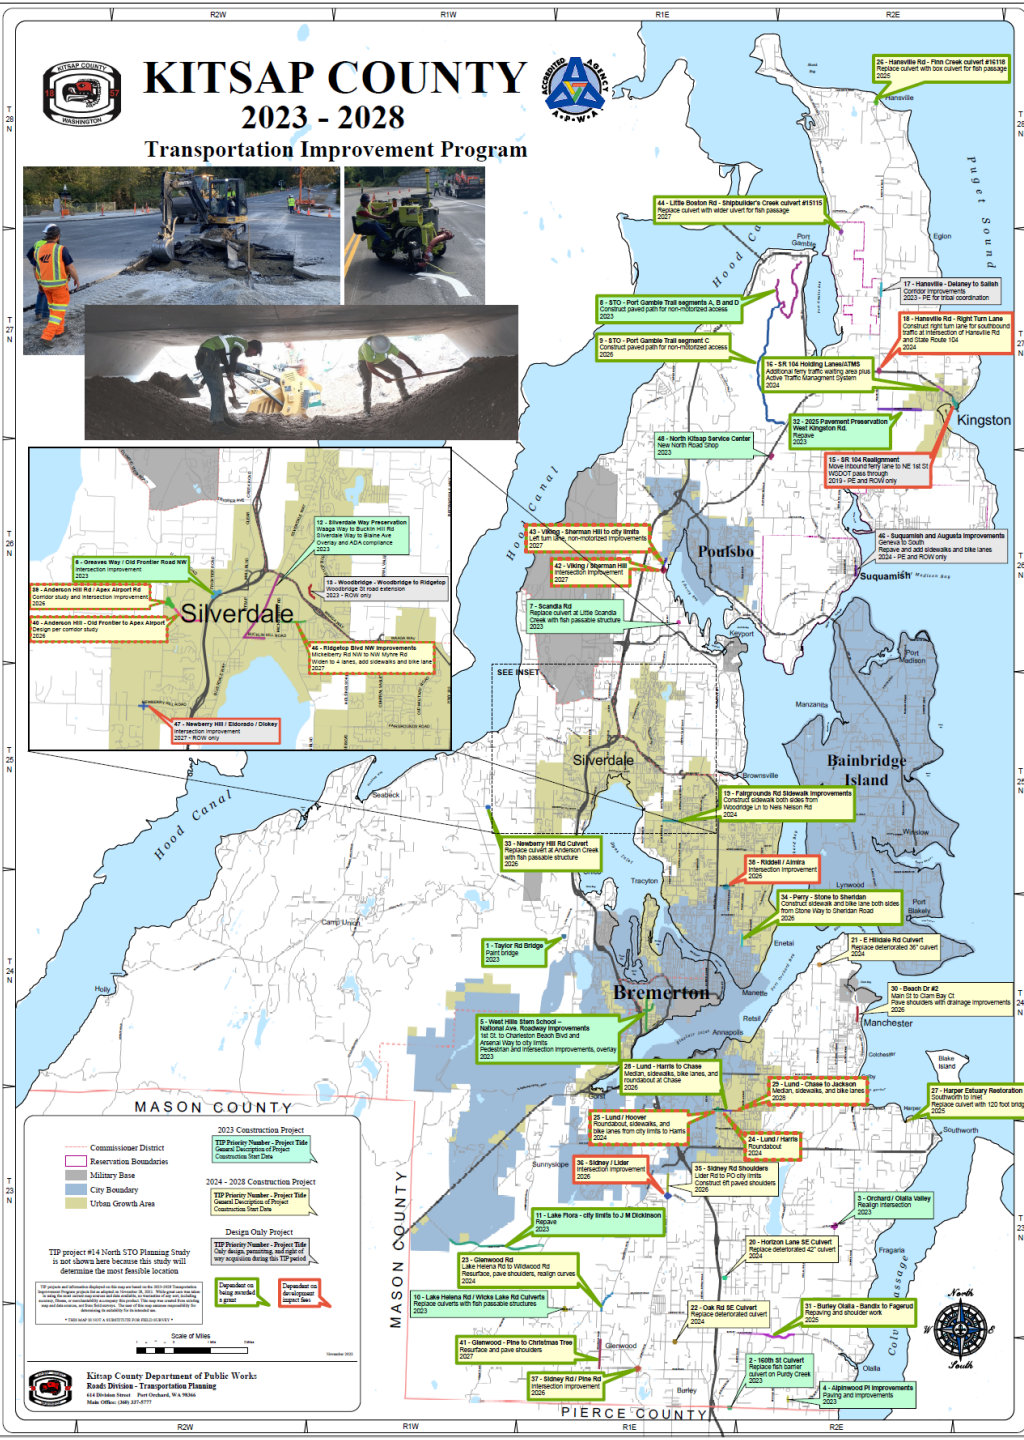 R2W
R1W
R1E
R2E
KITSAP COUNTY
18 57
WASHINGTON
KITSAP COUNTY
2023 - 2028
Transportation Improvement Program
ACCREDITED AGENCY
A·P·W·A
T 28 N
T 27 N
T 26 N
T 25 N
T 24 N
T 23 N
26 - Hansville Rd - Finn Creek culvert #16118
Replace culvert with box culvert for fish passage
2025
Hansville
Puget Sound
44 - Little Boston Rd - Shipbuilder's Creek culvert #15115
Replace culvert with wider ulvert for fish passage
2027
Port Gamble
Eglon
Hood Canal
17 - Hansville - Delaney to Salish
Corridor Improvements
2023 - PE for tribal coordination
8 - STO - Port Gamble Trail segments A, B and D
Construct paved path for non-motorized access
2023
18 - Hansville Rd - Right Turn Lane
Construct right turn lane for southbound
traffic at intersection of Hansville Rd
and State Route 104
2024
9 - STO - Port Gamble Trail segment C
Construct paved path for non-motorized access
2026
16 - SR 104 Holding Lanes/ATMS
Additional ferry traffic waiting area plus
Active Traffic Managment System
2024
Kingston
32 - 2025 Pavement Preservation
West Kingston Rd.
Repave
2023
48 - North Kitsap Service Center
New North Road Shop
2023
15 - SR 104 Realignment
Move Inbound ferry lane to NE 1st St
WSDOT pass through
2019 - PE and ROW only
43 - Viking - Sherman Hill to city limits
Left turn lane, non-motorized improvements
2027
Poulsbo
42 - Viking / Sherman Hill
Intersection Improvement
2027
Suquamish and Augusta Improvements
Geneva to South
Repave and add sidewalks and bike lanes
2024 - PE and ROW only
Suquamish
7 - Scandia Rd
Replace culvert at Little Scandia
Creek with fish passable structure
2023
Keyport
Port Madison
SEE INSET
Manzanita
12 - Silverdale Way Preservation
Waaga Way to Bucklin Hill Rd
Silverdale Way to Blaine Ave
Overlay and ADA compliance
2023
6 - Greaves Way / Old Frontier Road NW
Intersection improvement
2023
13 - Woodbridge - Woodbridge to Ridgetop
Woodbridge St road extension
2023 - ROW only
39 - Anderson Hill Rd / Apex Airport Rd
Corridor study and Intersection Improvement
2026
Silverdale
40 - Anderson Hill - Old Frontier to Apex Airport
Design per corridor study
2026
Ridgetop Blvd NW Improvements
Mickelberry Rd NW to NW Myhre Rd
Widen to 4 lanes, add sidewalks and bike lane
2027
47 - Newberry Hill / Eldorado / Dickey
Intersection Improvement
2027 - ROW only
Silverdale
Bainbridge
Island
Brownsville
Seabeck
Hood Canal
19 - Fairgrounds Rd Sidewalk Improvements
Construct sidewalk both sides from
Woodridge Ln to Nels Nelson Rd
2024
Winslow
33 - Newberry Hill Rd Culvert
Replace culvert at Anderson Creek
with fish passable structure
2026
38 - Riddell / Almira
Intersection Improvement
2026
Tracyton
Lynwood
34 - Perry - Stone to Sheridan
Construct sidewalk and bike lane both sides
from Stone Way to Sheridan Road
2026
Port Blakely
Camp Union
Enetai
1 - Taylor Rd Bridge
Paint bridge
2023
21 - E Hilldale Rd Culvert
Replace deteriorated 36" culvert
2024
Holly
Bremerton
Manette
30 - Beach Dr #2
Main St to Clam Bay Ct
Pave shoulders with drainage improvements
2026
Manchester
5 - West Hills Stem School –
National Ave. Roadway Improvements
1st St. to Charleston Beach Blvd and
Arsenal Way to city limits
Pedestrian and intersection improvements, overlay
2023
Retsil
Annapolis
Colchester
Blake Island
28 - Lund - Harris to Chase
Median, sidewalks, bike lanes, and
roundabout at Chase
2026
29 - Lund - Chase to Jackson
Median, sidewalks, and bike lanes
2028
27 - Harper Estuary Restoration
Southworth to Inlet
Replace culvert with 120 foot bridge
2025
Gorst
Harper
Southworth
MASON COUNTY
25 - Lund / Hoover
Roundabout, sidewalks, and
bike lanes from city limits to Harris
2024
24 - Lund / Harris
Roundabout
2024
Sunnyslope
36 - Sidney / Lider
Intersection Improvement
2026
35 - Sidney Rd Shoulders
Lider Rd to PO city limits
Construct 6ft paved shoulders
2026
3 - Orchard / Olalla Valley
Realign intersection
2023
11 - Lake Flora - city limits to J M Dickinson
Repave
2023
20 - Horizon Lane SE Culvert
Replace deteriorated 42" culvert
2024
Fragaria
23 - Glenwood Rd
Lake Helena Rd to Wildwood Rd
Resurface, pave shoulders, realign curves
2024
MASON COUNTY
10 - Lake Helena Rd / Wicks Lake Rd Culverts
Replace culverts with fish passable structures
2023
22 - Oak Rd SE Culvert
Replace deteriorated culvert
2024
31 - Burley Olalla - Bandix to Fagerud
Repaving and shoulder work
2025
41 - Glenwood - Pine to Christmas Tree
Resurface and pave shoulders
2027
Glenwood
2 - 160th St Culvert
Replace fish barrier
culvert on Purdy Creek
2023
Olalla
37 - Sidney Rd / Pine Rd
Intersection Improvement
2026
Burley
4 - Alpinwood Pl Improvements
Paving and improvements
2023
PIERCE COUNTY
North
W
E
South
2023 Construction Project
TIP Priority Number - Project Title
General Description of Project
Construction Start Date
Commissioner District
Reservation Boundaries
Military Base
City Boundary
Urban Growth Area
2024 - 2028 Construction Project
TIP Priority Number - Project Title
General Description of Project
Construction Start Date
Design Only Project
TIP Priority Number - Project Title
Only design, permitting, and right of
way acquisition during this TIP period
TIP project #14 North STO Planning Study
is not shown here because this study will
determine the most feasible location
Dependent on
being awarded
a grant
Dependent on
development
impact fees
* THIS MAP IS NOT A SUBSTITUTE FOR FIELD SURVEY *
Scale of Miles
November 2022
Kitsap County Department of Public Works
Roads Division - Transportation Planning
614 Division Street Port Orchard, WA 98366
Main Office: (360) 337-5777
R2W
R1W
R1E
R2E